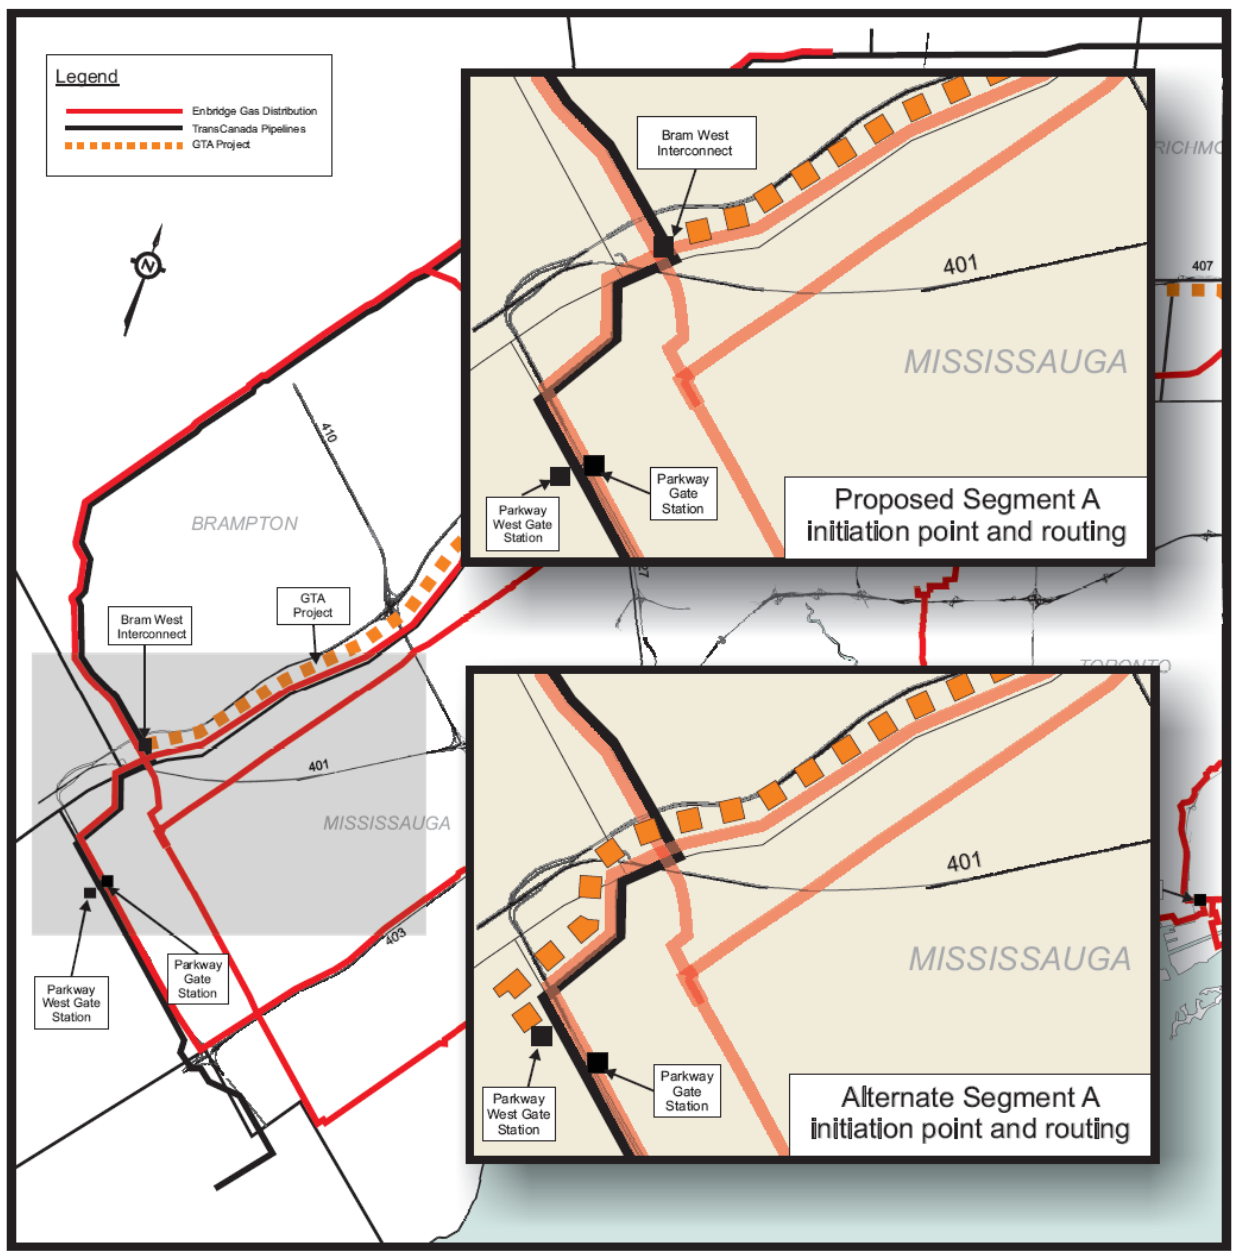 Legend
Enbridge Gas Distribution
TransCanada Pipelines
GTA Project
N
Bram West
Interconnect
401
MISSISSAUGA
Parkway
West Gate
Station
Parkway
Gate
Station
Proposed Segment A
initiation point and routing
407
410
BRAMPTON
GTA
Project
Bram West
Interconnect
401
MISSISSAUGA
403
Parkway
Gate
Station
Parkway
West Gate
Station
TORONTO
401
MISSISSAUGA
Parkway
Gate
Station
Parkway
West Gate
Station
Alternate Segment A
initiation point and routing